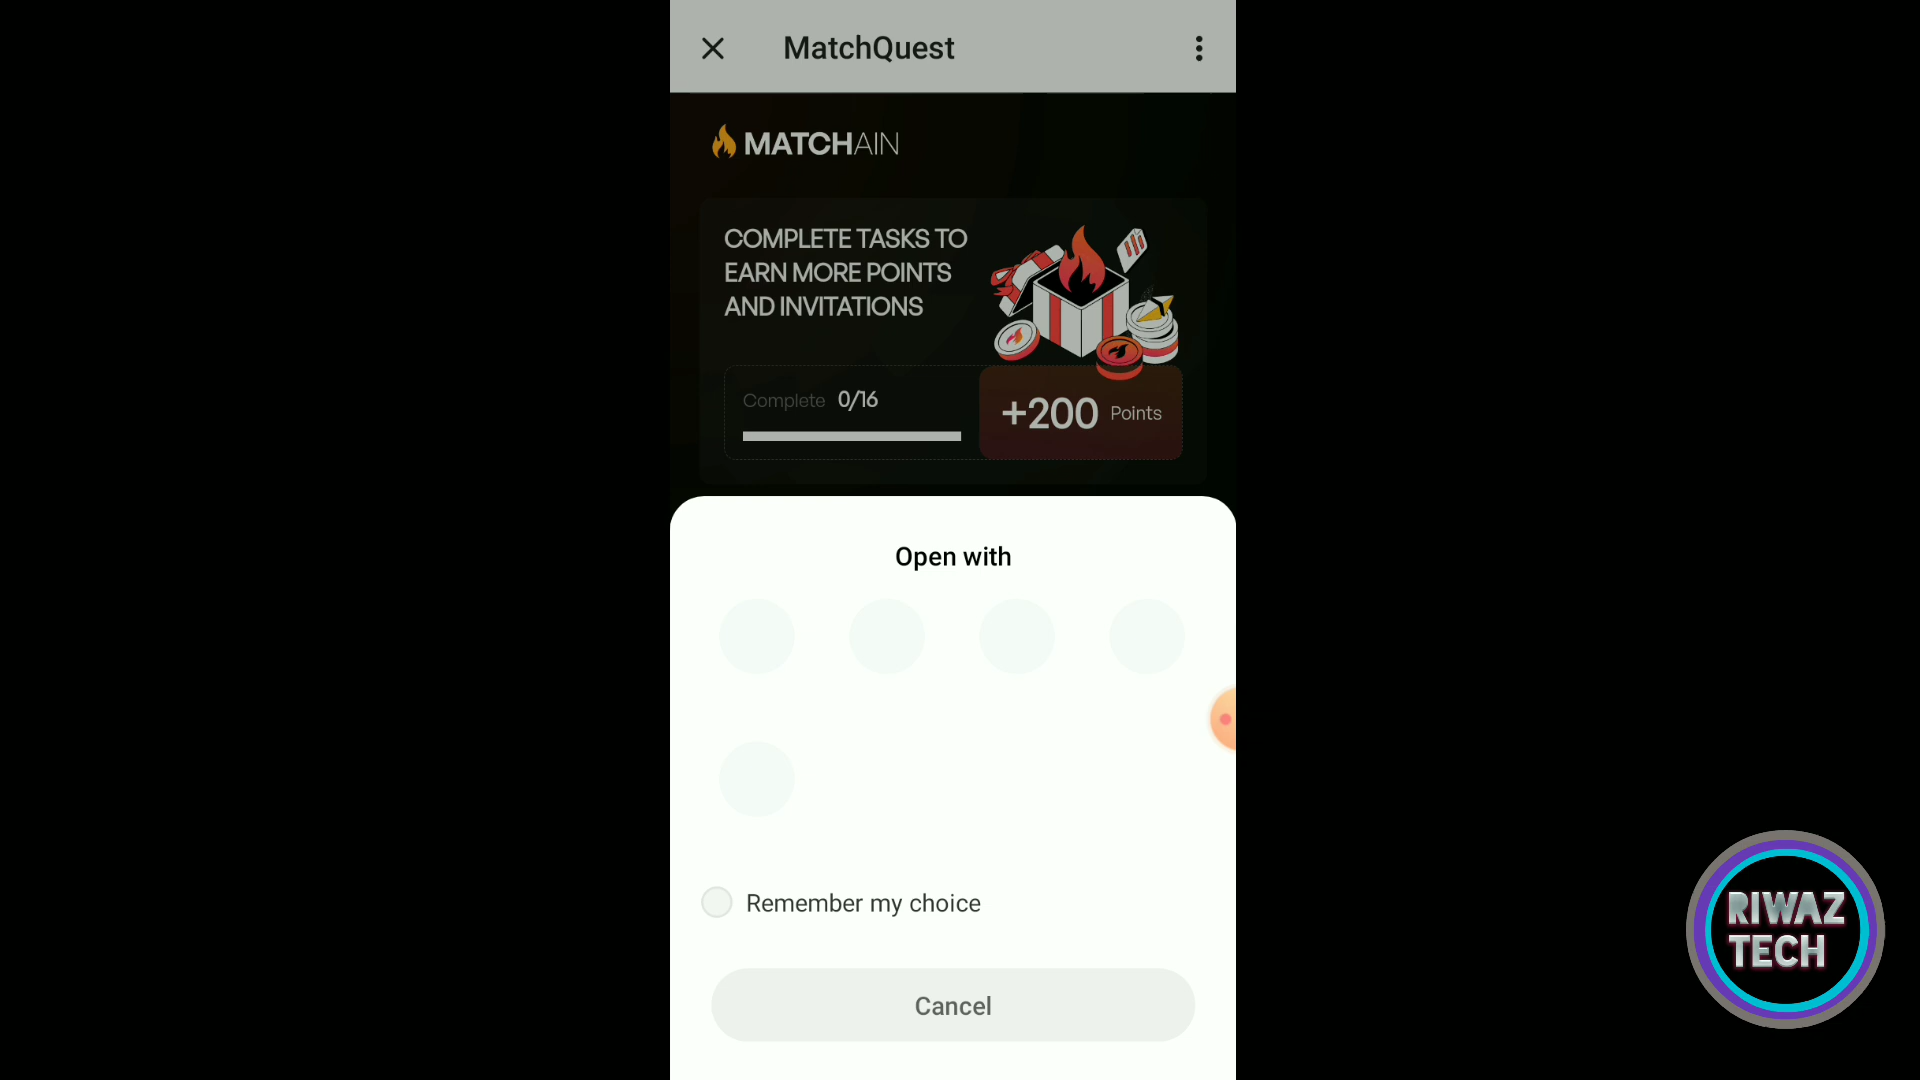 MatchQuest
MATCHAIN
COMPLETE TASKS TO
EARN MORE POINTS
AND INVITATIONS
Complete 0/16
+200 Points
Open with
Remember my choice
Cancel
RIWAZ
TECH